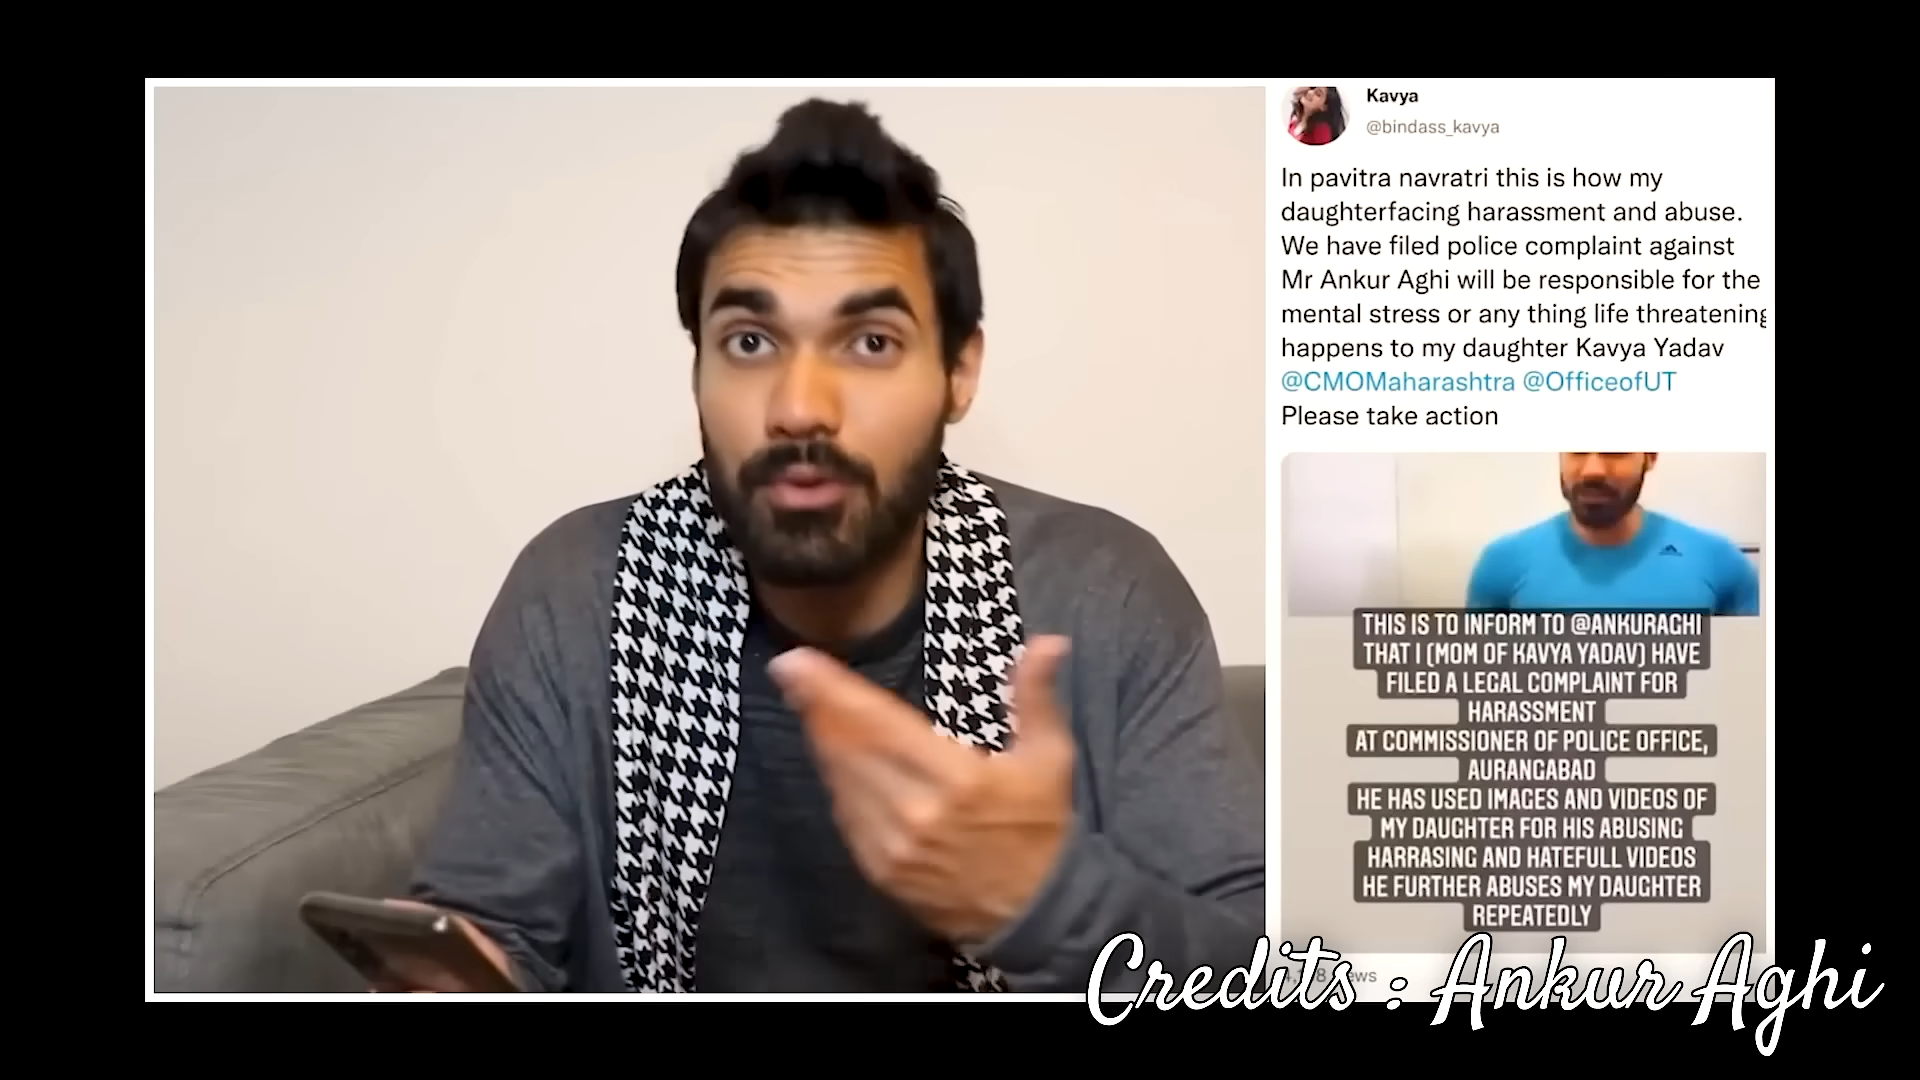 Kavya
@bindass_kavya
In pavitra navratri this is how my
daughterfacing harassment and abuse.
We have filed police complaint against
Mr Ankur Aghi will be responsible for the
mental stress or any thing life threatening
happens to my daughter Kavya Yadav
@CMOMaharashtra @OfficeofUT
Please take action
THIS IS TO INFORM TO @ANKURAGHI
THAT I (MOM OF KAVYA YADAV) HAVE
FILED A LEGAL COMPLAINT FOR
HARASSMENT
AT COMMISSIONER OF POLICE OFFICE,
AURANGABAD
HE HAS USED IMAGES AND VIDEOS OF
MY DAUGHTER FOR HIS ABUSING
HARRASING AND HATEFULL VIDEOS
HE FURTHER ABUSES MY DAUGHTER
REPEATEDLY
Credits : Ankur Aghi